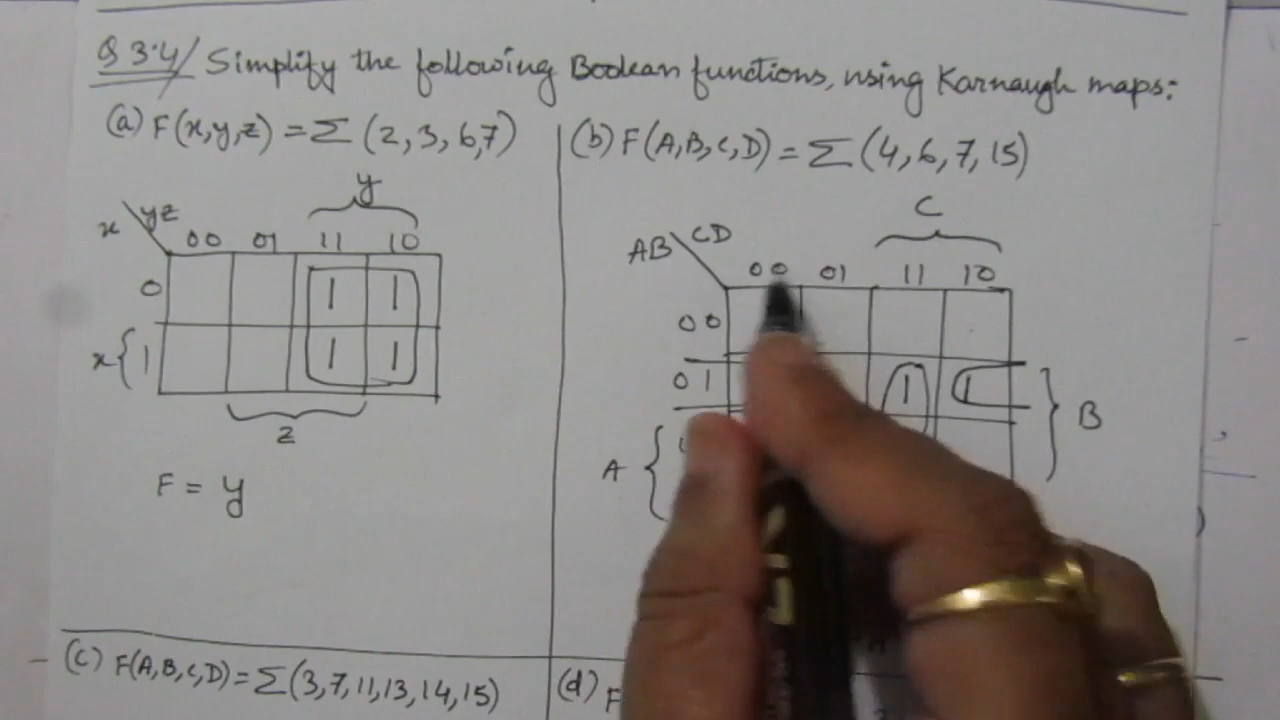 Q 3.4/ Simplify the following Boolean functions, using Karnaugh maps:
(a) F(x,y,z) = Σ (2, 3, 6,7)
y
x yz
00 01 11 10
0 1 1
x { 1 1 1
z
F = y
(b) F(A,B,C,D) = Σ (4, 6, 7, 15)
C
AB CD
00 01 11 10
00
01 1 1
B
A
(c) F(A,B,C,D) = Σ (3,7,11,13,14,15)
(d) F